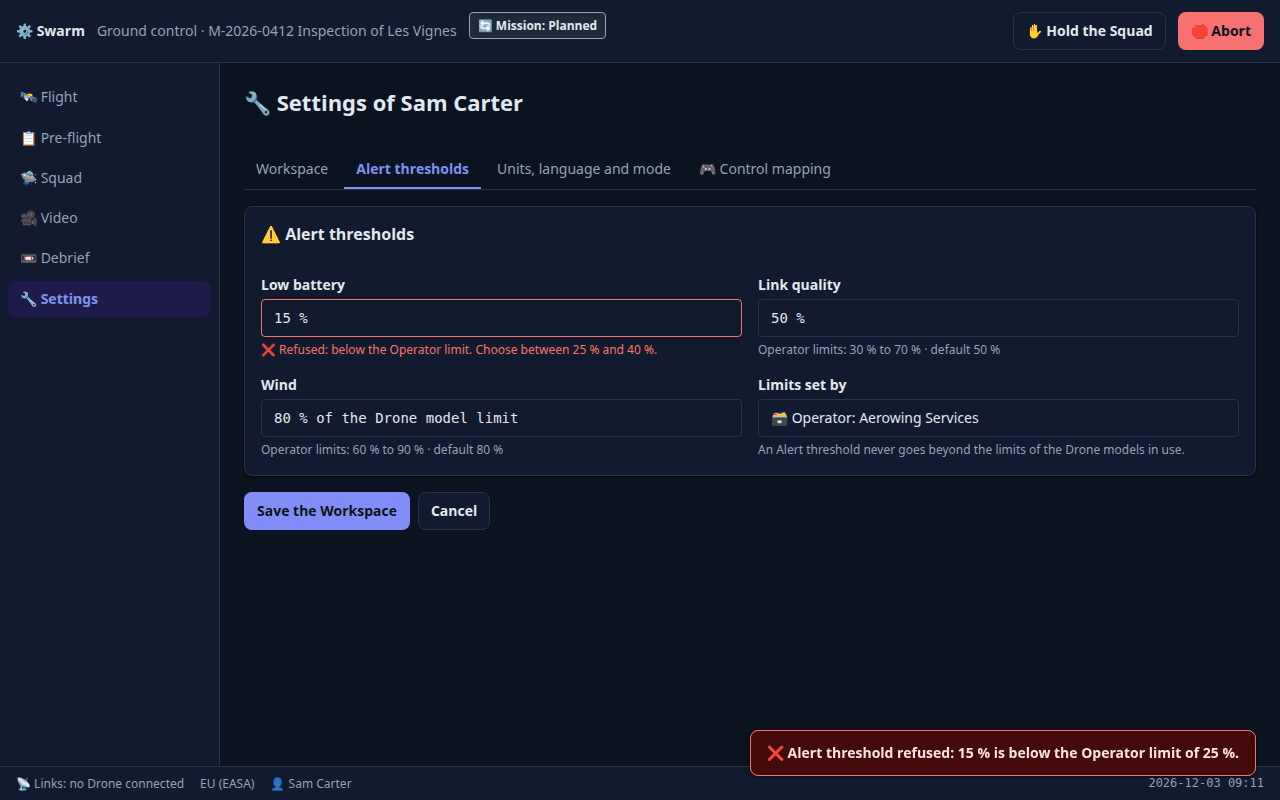 ⚙️ Swarm
Ground control · M-2026-0412 Inspection of Les Vignes
🔄 Mission: Planned
✋ Hold the Squad
🛑 Abort
🛰️ Flight
📋 Pre-flight
🛸 Squad
🎥 Video
📼 Debrief
🔧 Settings
🔧 Settings of Sam Carter
Workspace
Alert thresholds
Units, language and mode
🎮 Control mapping
⚠️ Alert thresholds
Low battery
15 %
❌ Refused: below the Operator limit. Choose between 25 % and 40 %.
Link quality
50 %
Operator limits: 30 % to 70 % · default 50 %
Wind
80 % of the Drone model limit
Operator limits: 60 % to 90 % · default 80 %
Limits set by
🗃️ Operator: Aerowing Services
An Alert threshold never goes beyond the limits of the Drone models in use.
Save the Workspace
Cancel
❌ Alert threshold refused: 15 % is below the Operator limit of 25 %.
📡 Links: no Drone connected
EU (EASA)
👤 Sam Carter
2026-12-03 09:11